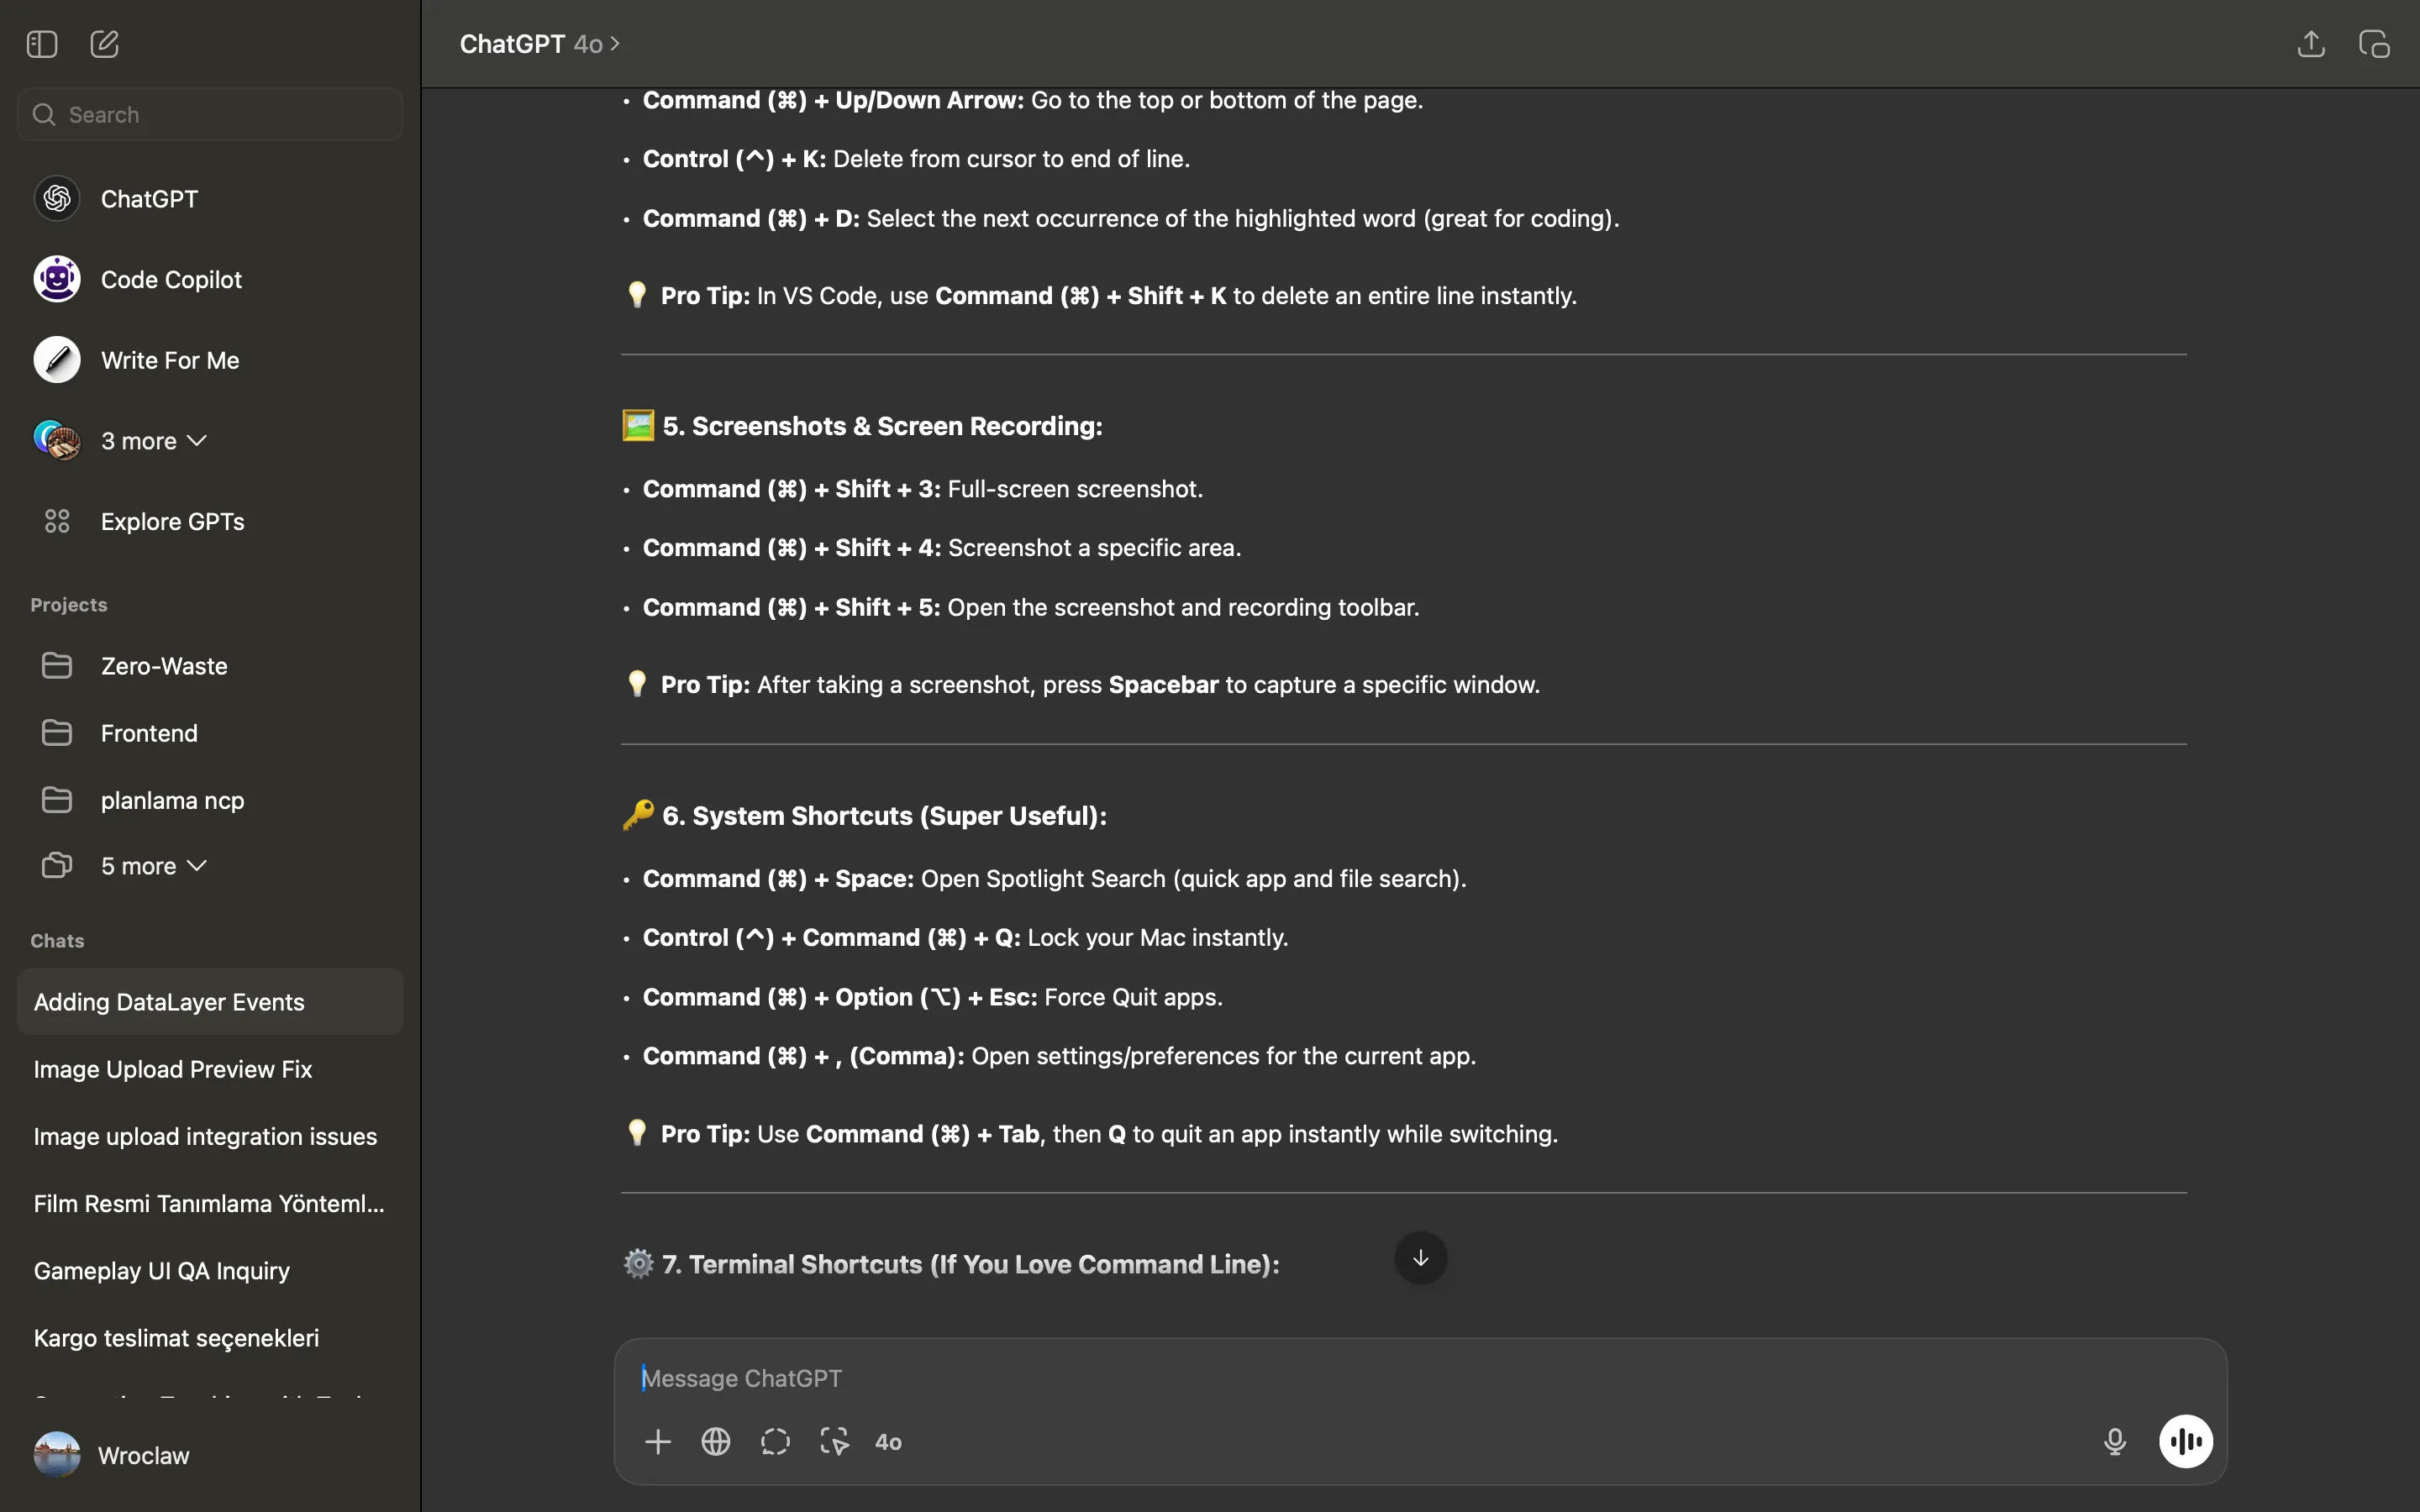 Search
ChatGPT
Code Copilot
Write For Me
3 more
Explore GPTs
Projects
Zero-Waste
Frontend
planlama ncp
5 more
Chats
Adding DataLayer Events
Image Upload Preview Fix
Image upload integration issues
Film Resmi Tanımlama Yönteml...
Gameplay UI QA Inquiry
Kargo teslimat seçenekleri
Wroclaw
ChatGPT 4o >
• Command (⌘) + Up/Down Arrow: Go to the top or bottom of the page.
• Control (^) + K: Delete from cursor to end of line.
• Command (⌘) + D: Select the next occurrence of the highlighted word (great for coding).
💡 Pro Tip: In VS Code, use Command (⌘) + Shift + K to delete an entire line instantly.
🖼️ 5. Screenshots & Screen Recording:
• Command (⌘) + Shift + 3: Full-screen screenshot.
• Command (⌘) + Shift + 4: Screenshot a specific area.
• Command (⌘) + Shift + 5: Open the screenshot and recording toolbar.
💡 Pro Tip: After taking a screenshot, press Spacebar to capture a specific window.
🔑 6. System Shortcuts (Super Useful):
• Command (⌘) + Space: Open Spotlight Search (quick app and file search).
• Control (^) + Command (⌘) + Q: Lock your Mac instantly.
• Command (⌘) + Option (⌥) + Esc: Force Quit apps.
• Command (⌘) + , (Comma): Open settings/preferences for the current app.
💡 Pro Tip: Use Command (⌘) + Tab, then Q to quit an app instantly while switching.
⚙️ 7. Terminal Shortcuts (If You Love Command Line):
Message ChatGPT
4o